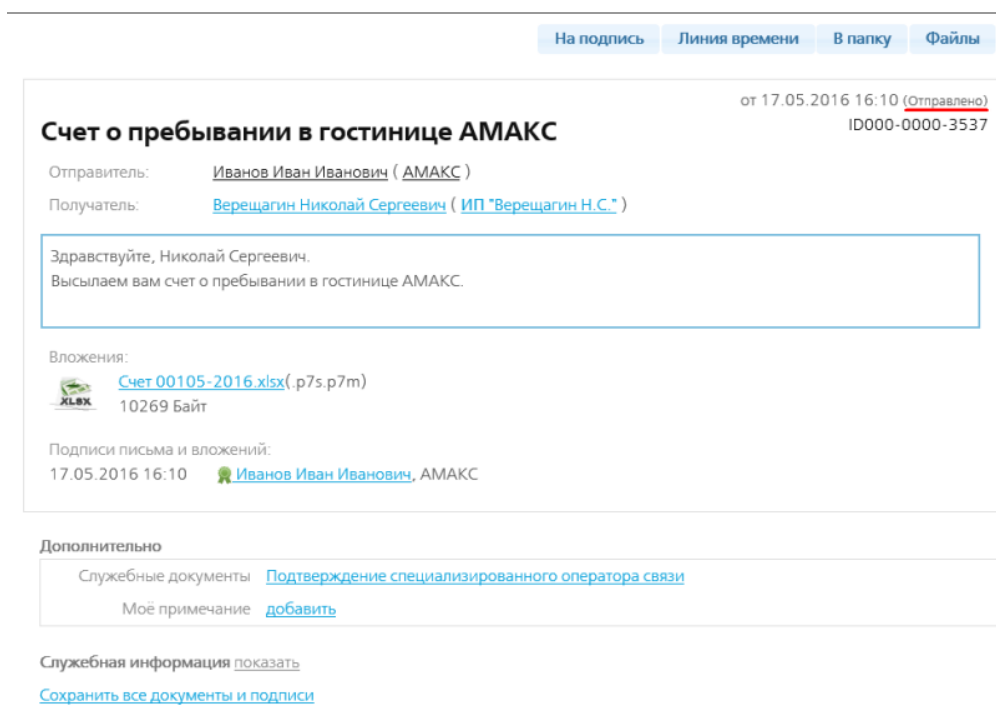 На подпись Линия времени В папку Файлы
от 17.05.2016 16:10 (Отправлено)
Счет о пребывании в гостинице АМАКС
ID000-0000-3537
Отправитель: Иванов Иван Иванович ( АМАКС )
Получатель: Верещагин Николай Сергеевич ( ИП "Верещагин Н.С." )
Здравствуйте, Николай Сергеевич.
Высылаем вам счет о пребывании в гостинице АМАКС.
Вложения:
XLSX
Счет 00105-2016.xlsx(.p7s.p7m)
10269 Байт
Подписи письма и вложений:
17.05.2016 16:10 Иванов Иван Иванович, АМАКС
Дополнительно
Служебные документы Подтверждение специализированного оператора связи
Моё примечание добавить
Служебная информация показать
Сохранить все документы и подписи